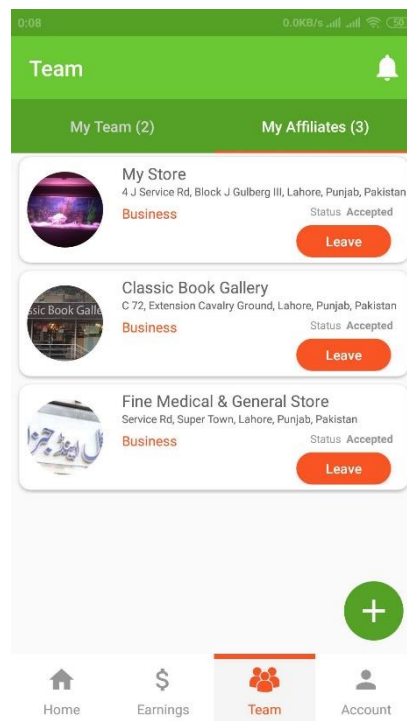 0:08 0.0KB/s 50
Team
My Team (2) My Affiliates (3)
My Store
4 J Service Rd, Block J Gulberg III, Lahore, Punjab, Pakistan
Business Status Accepted
Leave
Classic Book Gallery
C 72, Extension Cavalry Ground, Lahore, Punjab, Pakistan
ssic Book Galle
Business Status Accepted
Leave
Fine Medical & General Store
Service Rd, Super Town, Lahore, Punjab, Pakistan
Business Status Accepted
Leave
+
Home Earnings Team Account